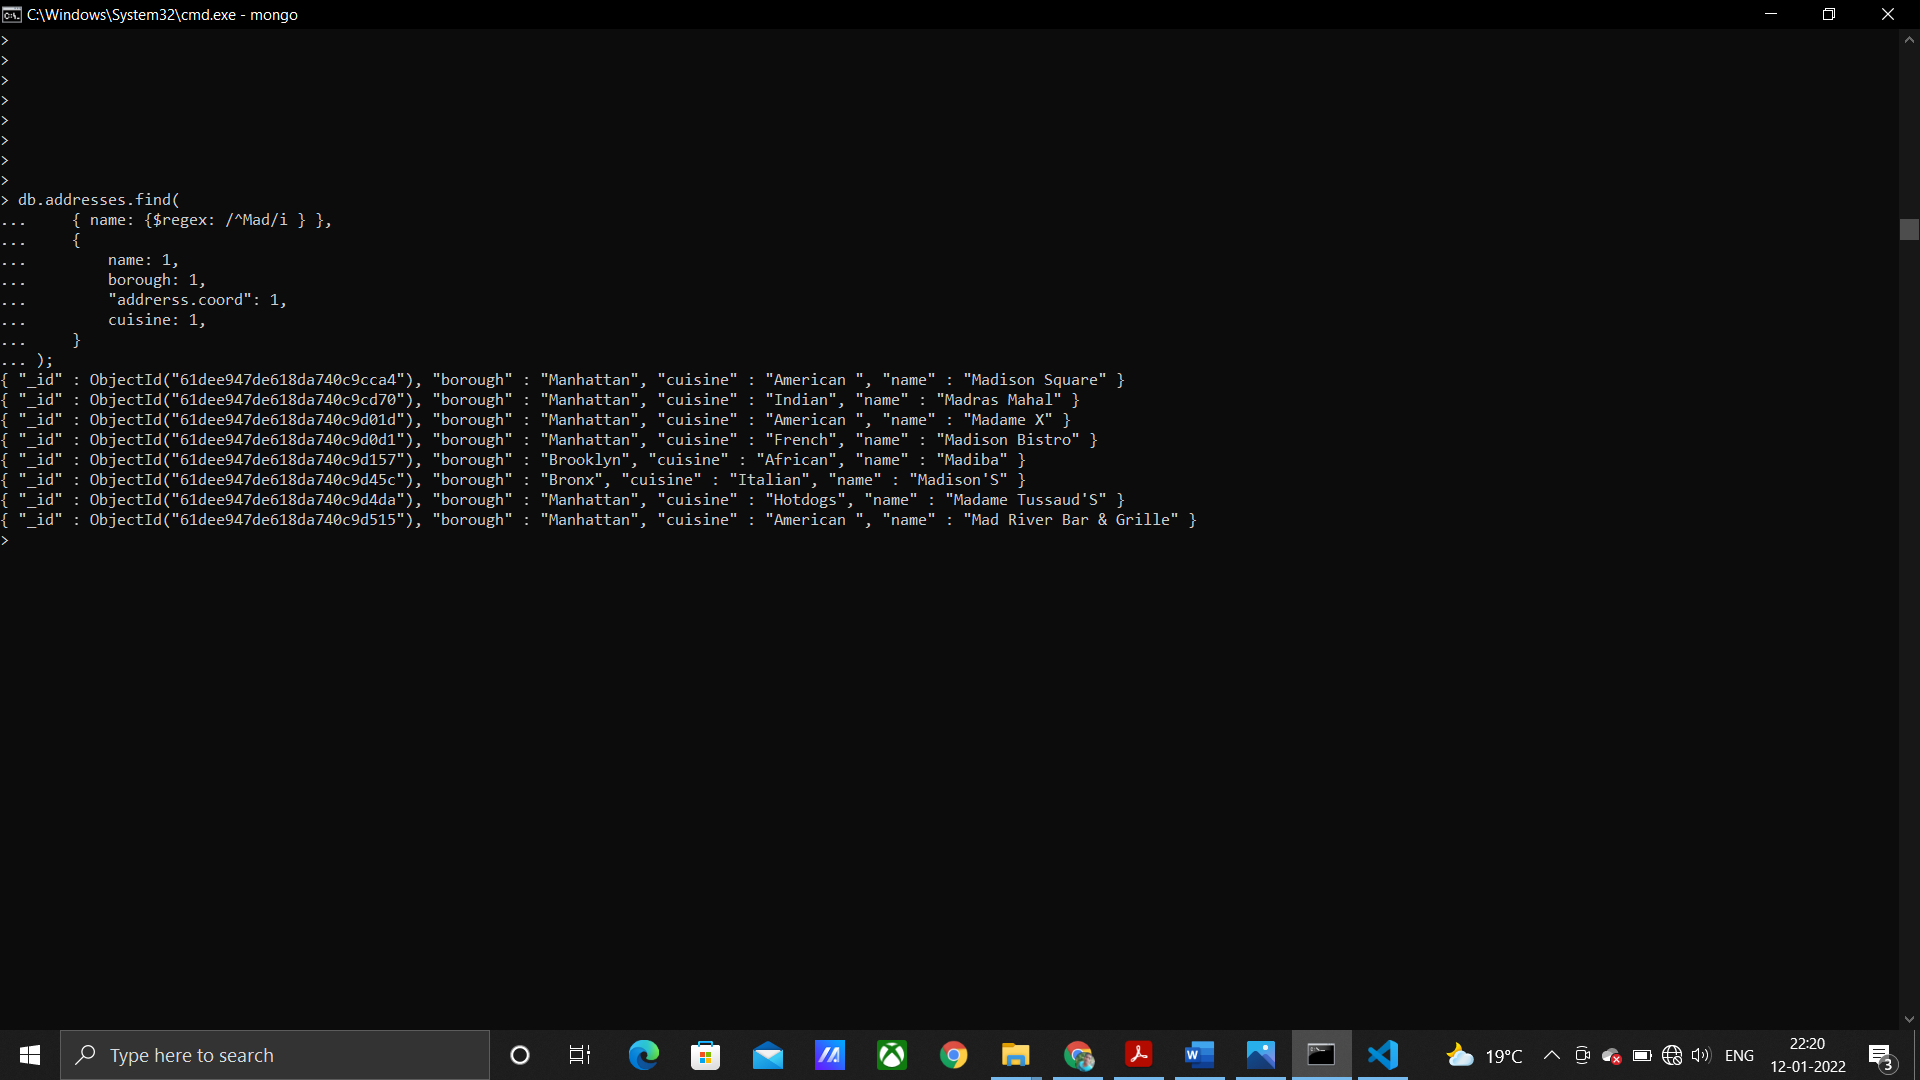 C:\Windows\System32\cmd.exe - mongo
>
>
>
>
>
>
>
>
> db.addresses.find(
...     { name: {$regex: /^Mad/i } },
...     {
...         name: 1,
...         borough: 1,
...         "addrerss.coord": 1,
...         cuisine: 1,
...     }
... );
{ "_id" : ObjectId("61dee947de618da740c9cca4"), "borough" : "Manhattan", "cuisine" : "American ", "name" : "Madison Square" }
{ "_id" : ObjectId("61dee947de618da740c9cd70"), "borough" : "Manhattan", "cuisine" : "Indian", "name" : "Madras Mahal" }
{ "_id" : ObjectId("61dee947de618da740c9d01d"), "borough" : "Manhattan", "cuisine" : "American ", "name" : "Madame X" }
{ "_id" : ObjectId("61dee947de618da740c9d0d1"), "borough" : "Manhattan", "cuisine" : "French", "name" : "Madison Bistro" }
{ "_id" : ObjectId("61dee947de618da740c9d157"), "borough" : "Brooklyn", "cuisine" : "African", "name" : "Madiba" }
{ "_id" : ObjectId("61dee947de618da740c9d45c"), "borough" : "Bronx", "cuisine" : "Italian", "name" : "Madison'S" }
{ "_id" : ObjectId("61dee947de618da740c9d4da"), "borough" : "Manhattan", "cuisine" : "Hotdogs", "name" : "Madame Tussaud'S" }
{ "_id" : ObjectId("61dee947de618da740c9d515"), "borough" : "Manhattan", "cuisine" : "American ", "name" : "Mad River Bar & Grille" }
>
Type here to search
19°C
ENG
22:20
12-01-2022
3